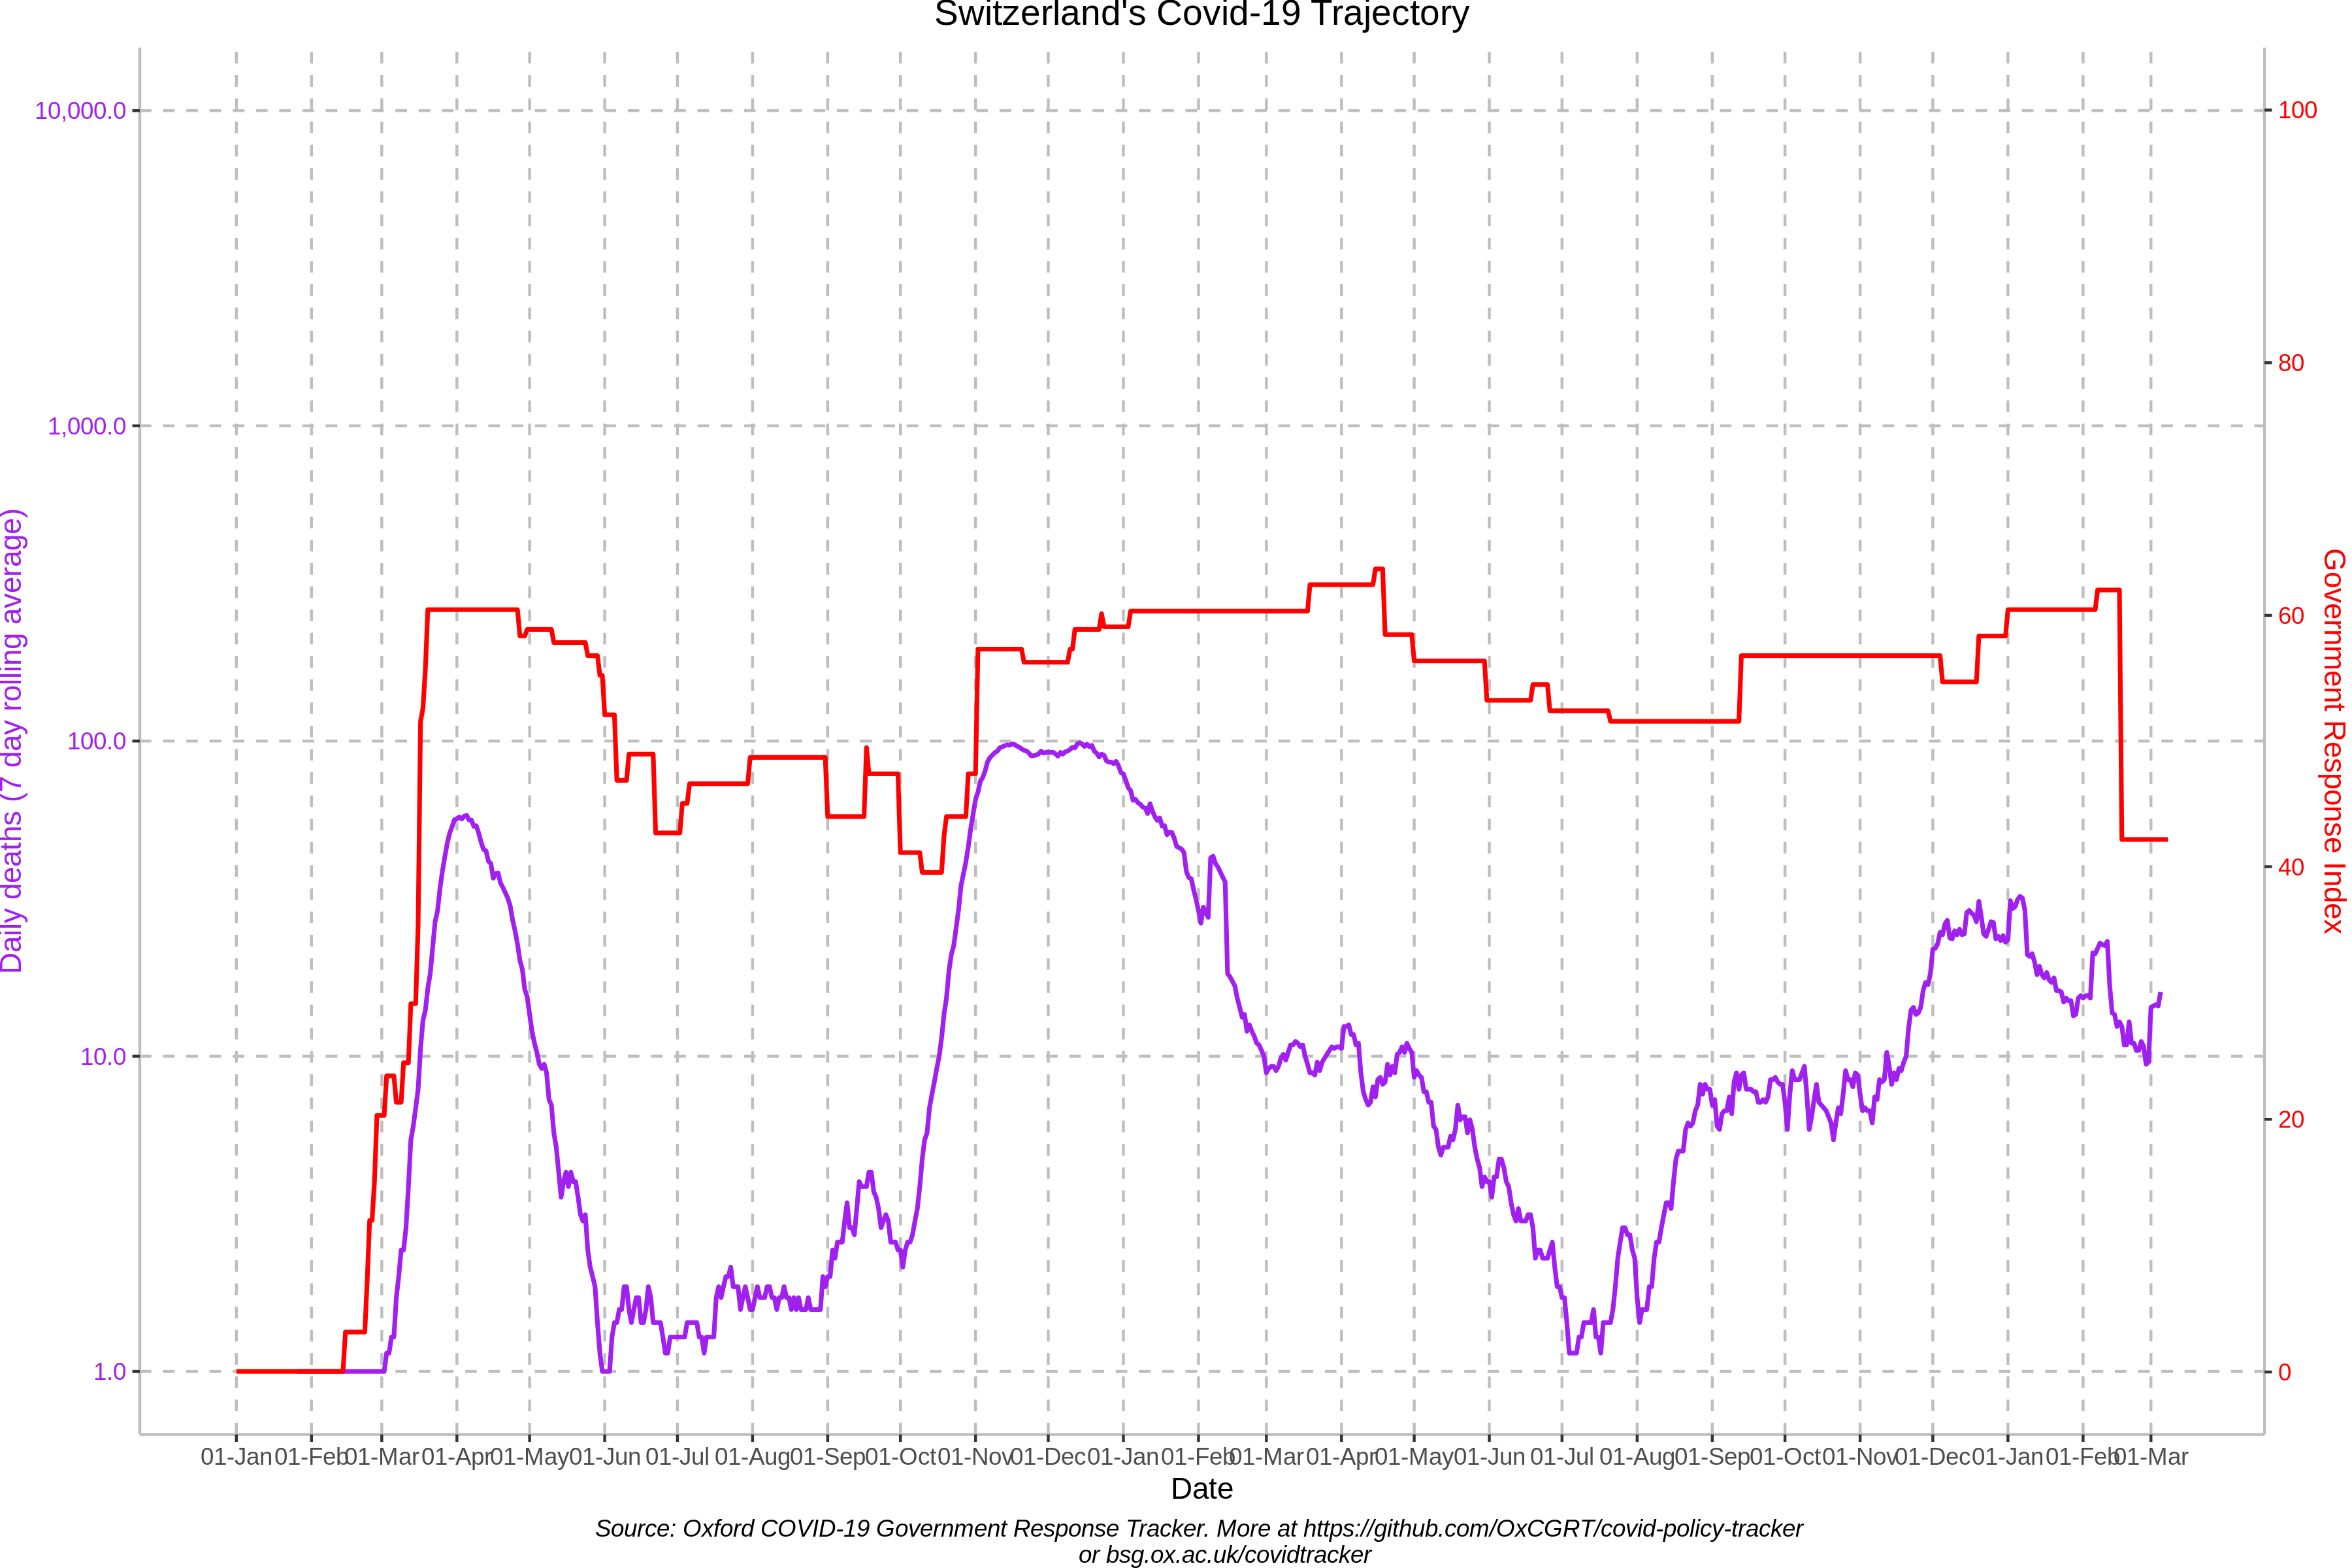 Switzerland's Covid-19 Trajectory
10,000.0
1,000.0
100.0
10.0
1.0
Daily deaths (7 day rolling average)
100
80
60
40
20
0
Government Response Index
01-Jan 01-Feb 01-Mar 01-Apr 01-May 01-Jun 01-Jul 01-Aug 01-Sep 01-Oct 01-Nov 01-Dec 01-Jan 01-Feb 01-Mar 01-Apr 01-May 01-Jun 01-Jul 01-Aug 01-Sep 01-Oct 01-Nov 01-Dec 01-Jan 01-Feb 01-Mar
Date
Source: Oxford COVID-19 Government Response Tracker. More at https://github.com/OxCGRT/covid-policy-tracker
or bsg.ox.ac.uk/covidtracker